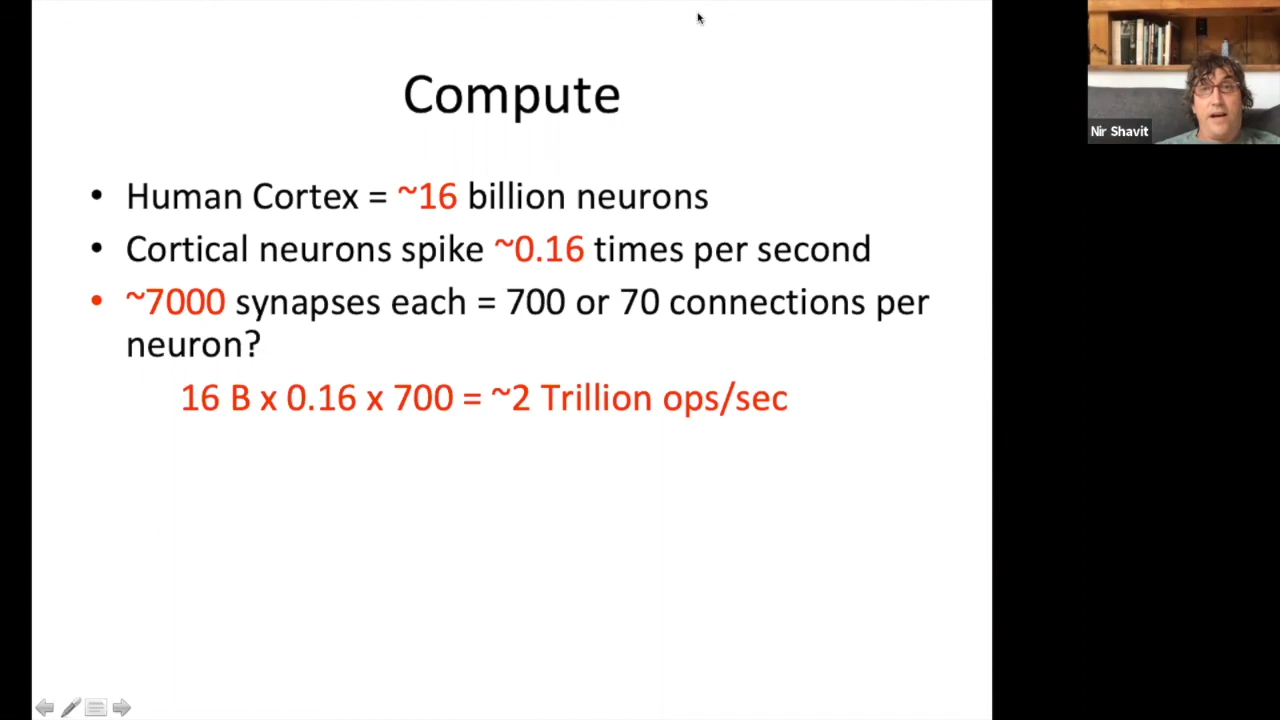 Compute
• Human Cortex = ~16 billion neurons
• Cortical neurons spike ~0.16 times per second
• ~7000 synapses each = 700 or 70 connections per
neuron?
16 B x 0.16 x 700 = ~2 Trillion ops/sec
Nir Shavit